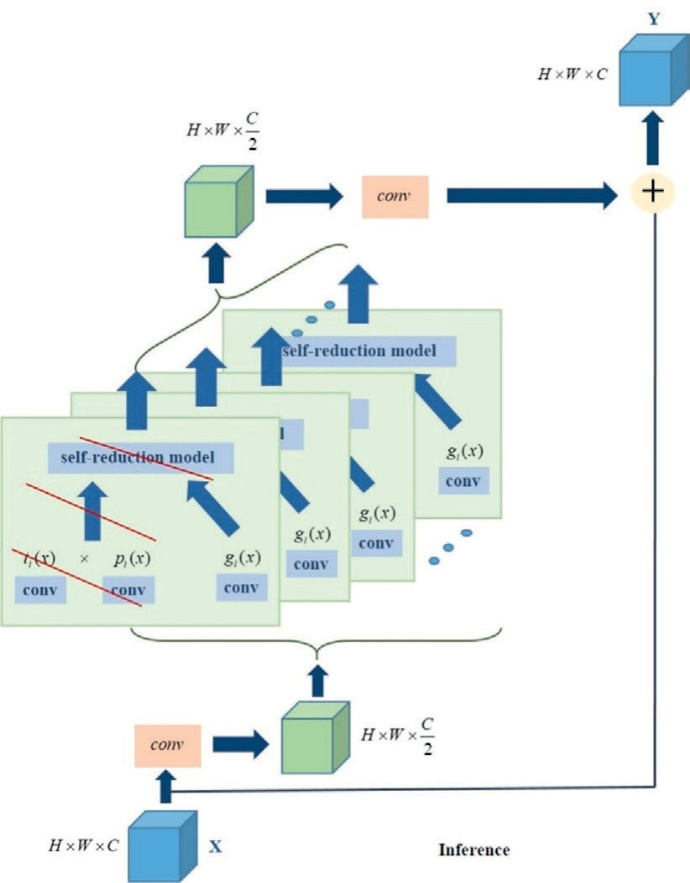 Y
H×W×C
H×W×C/2
conv
+
self-reduction model
g_i(x)
conv
l
g_i(x)
conv
g_i(x)
conv
self-reduction model
t_i(x) × p_i(x) g_i(x)
conv conv conv
conv
H×W×C/2
H×W×C X
Inference